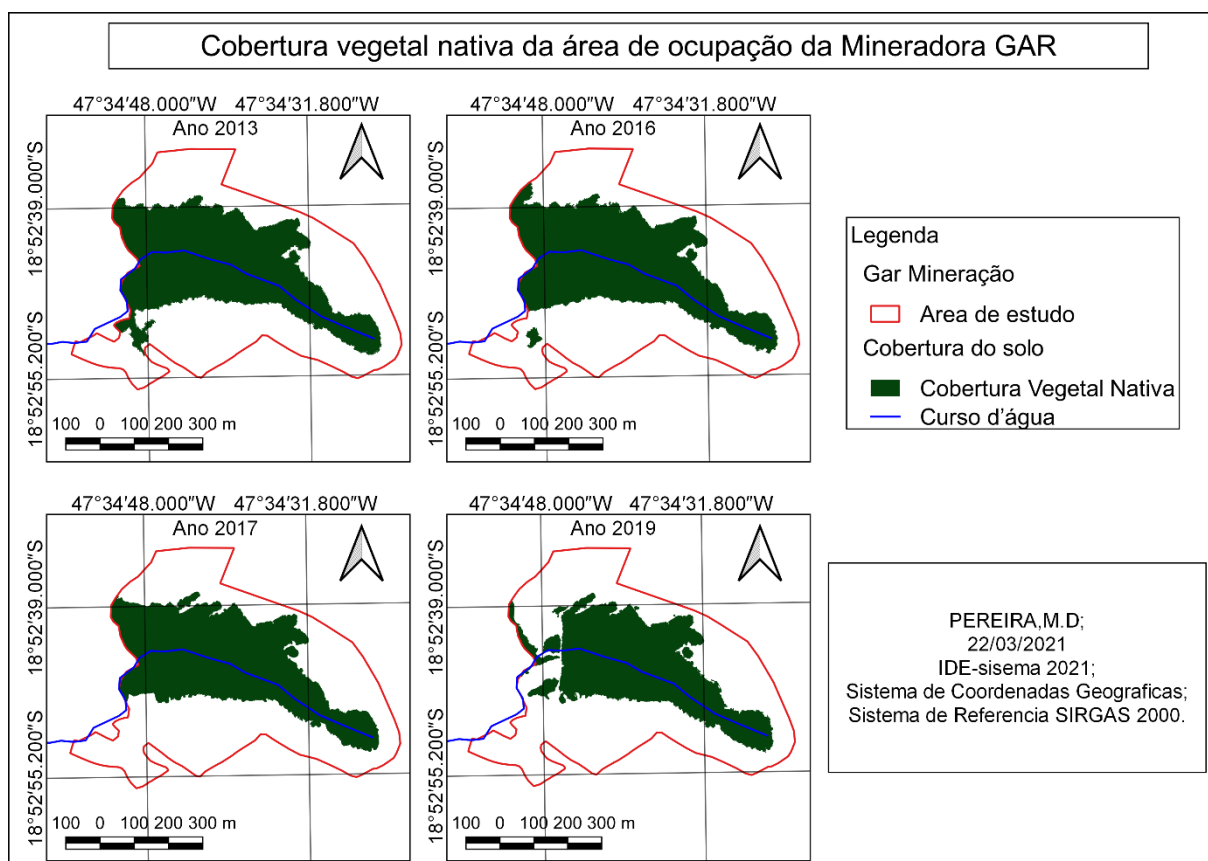 Cobertura vegetal nativa da área de ocupação da Mineradora GAR
47°34'48.000"W 47°34'31.800"W
Ano 2013
18°52'39.000"S
18°52'55.200"S
100 0 100 200 300 m
47°34'48.000"W 47°34'31.800"W
Ano 2016
18°52'39.000"S
18°52'55.200"S
100 0 100 200 300 m
Legenda
Gar Mineração
Area de estudo
Cobertura do solo
Cobertura Vegetal Nativa
Curso d'água
47°34'48.000"W 47°34'31.800"W
Ano 2017
18°52'39.000"S
18°52'55.200"S
100 0 100 200 300 m
47°34'48.000"W 47°34'31.800"W
Ano 2019
18°52'39.000"S
18°52'55.200"S
100 0 100 200 300 m
PEREIRA,M.D;
22/03/2021
IDE-sisema 2021;
Sistema de Coordenadas Geograficas;
Sistema de Referencia SIRGAS 2000.